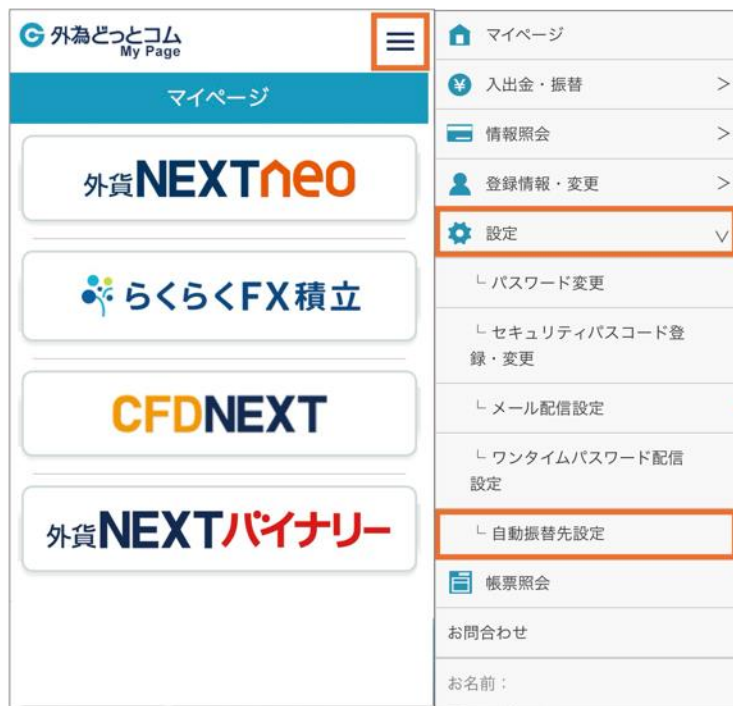 外為どっとコム
My Page
マイページ
外貨NEXTneo
らくらくFX積立
CFDNEXT
外貨NEXTバイナリー
マイページ
入出金・振替 >
情報照会 >
登録情報・変更 >
設定 ∨
└ パスワード変更
└ セキュリティパスコード登
録・変更
└ メール配信設定
└ ワンタイムパスワード配信
設定
└ 自動振替先設定
帳票照会
お問合わせ
お名前：